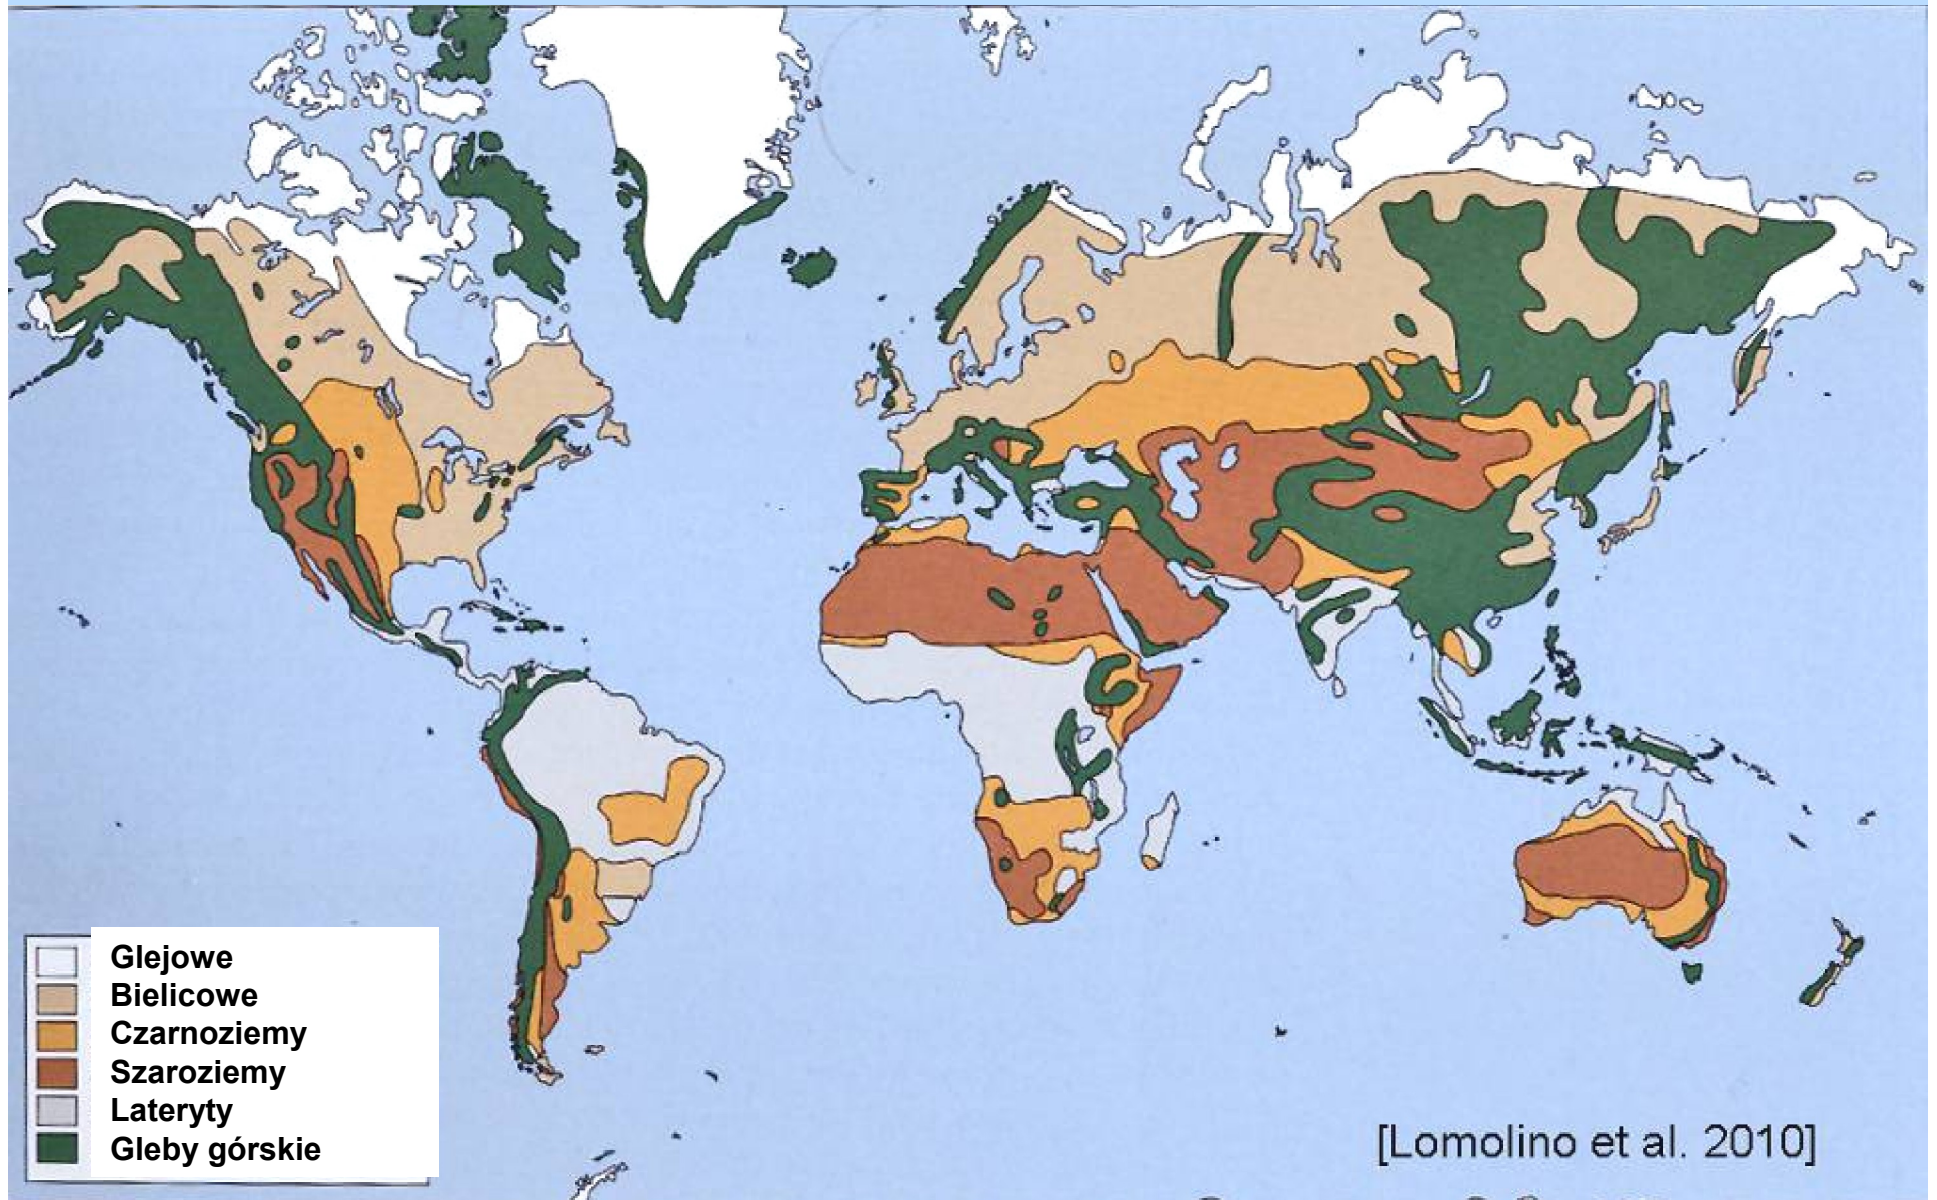 Glejowe
Bielicowe
Czarnoziemy
Szaroziemy
Lateryty
Gleby górskie
[Lomolino et al. 2010]